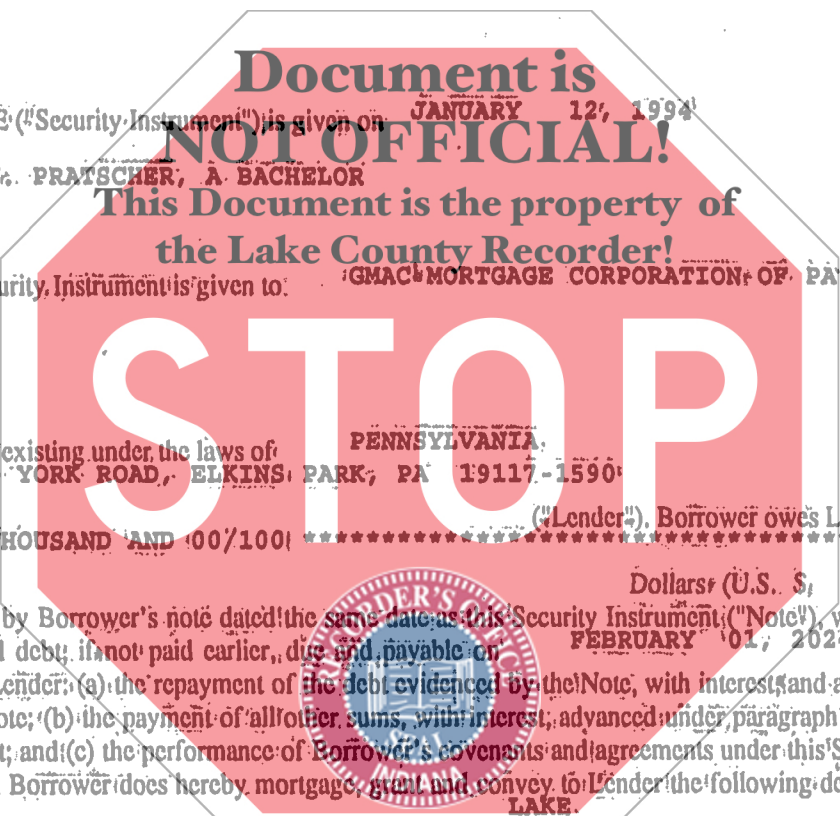 Document is
E ("Security Instrument") is given on JANUARY 12, 1994
NOT OFFICIAL!
PRATSCHER, A BACHELOR
This Document is the property of
the Lake County Recorder!
urity Instrument is given to GMAC MORTGAGE CORPORATION OF PA
STOP
existing under the laws of PENNSYLVANIA
YORK ROAD, ELKINS PARK, PA 19117-1590
("Lender"). Borrower owes L
HOUSAND AND 00/100 ************************************
Dollars (U.S. $
by Borrower's note dated the same date as this Security Instrument ("Note"), w
debt, if not paid earlier, due and payable on FEBRUARY 01, 202
ender: (a) the repayment of the debt evidenced by the Note, with interest, and a
ote; (b) the payment of all other sums, with interest, advanced under paragraph
t; and (c) the performance of Borrower's covenants and agreements under this S
Borrower does hereby mortgage, grant and convey to Lender the following de
LAKE
RECORDER'S OFFICE
SEAL
INDIANA